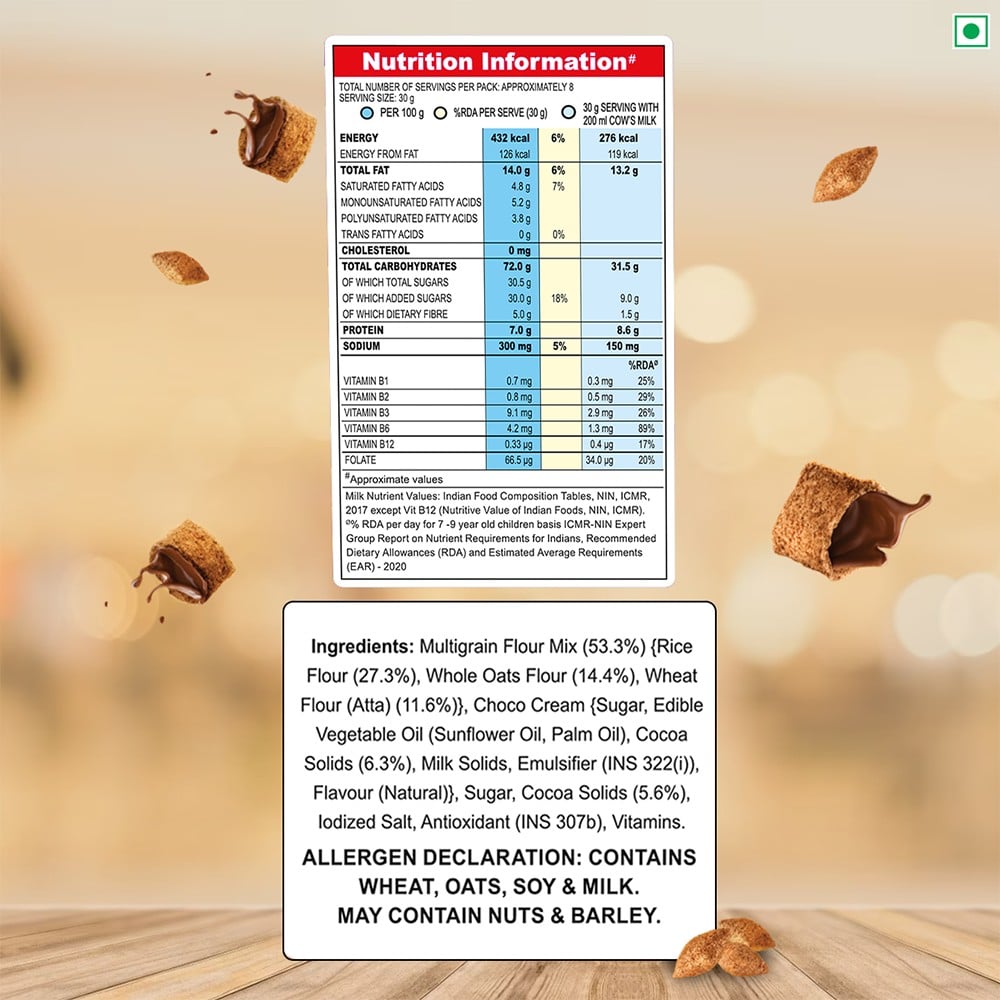 Nutrition Information#
TOTAL NUMBER OF SERVINGS PER PACK: APPROXIMATELY 8
SERVING SIZE: 30 g
PER 100 g %RDA PER SERVE (30 g) 30 g SERVING WITH
200 ml COW'S MILK
ENERGY 432 kcal 6% 276 kcal
ENERGY FROM FAT 126 kcal 119 kcal
TOTAL FAT 14.0 g 6% 13.2 g
SATURATED FATTY ACIDS 4.8 g 7%
MONOUNSATURATED FATTY ACIDS 5.2 g
POLYUNSATURATED FATTY ACIDS 3.8 g
TRANS FATTY ACIDS 0 g 0%
CHOLESTEROL 0 mg
TOTAL CARBOHYDRATES 72.0 g 31.5 g
OF WHICH TOTAL SUGARS 30.5 g
OF WHICH ADDED SUGARS 30.0 g 18% 9.0 g
OF WHICH DIETARY FIBRE 5.0 g 1.5 g
PROTEIN 7.0 g 8.6 g
SODIUM 300 mg 5% 150 mg
%RDAø
VITAMIN B1 0.7 mg 0.3 mg 25%
VITAMIN B2 0.8 mg 0.5 mg 29%
VITAMIN B3 9.1 mg 2.9 mg 26%
VITAMIN B6 4.2 mg 1.3 mg 89%
VITAMIN B12 0.33 µg 0.4 µg 17%
FOLATE 66.5 µg 34.0 µg 20%
#Approximate values
Milk Nutrient Values: Indian Food Composition Tables, NIN, ICMR,
2017 except Vit B12 (Nutritive Value of Indian Foods, NIN, ICMR).
ø% RDA per day for 7 -9 year old children basis ICMR-NIN Expert
Group Report on Nutrient Requirements for Indians, Recommended
Dietary Allowances (RDA) and Estimated Average Requirements
(EAR) - 2020
Ingredients: Multigrain Flour Mix (53.3%) {Rice
Flour (27.3%), Whole Oats Flour (14.4%), Wheat
Flour (Atta) (11.6%)}, Choco Cream {Sugar, Edible
Vegetable Oil (Sunflower Oil, Palm Oil), Cocoa
Solids (6.3%), Milk Solids, Emulsifier (INS 322(i)),
Flavour (Natural)}, Sugar, Cocoa Solids (5.6%),
Iodized Salt, Antioxidant (INS 307b), Vitamins.
ALLERGEN DECLARATION: CONTAINS
WHEAT, OATS, SOY & MILK.
MAY CONTAIN NUTS & BARLEY.